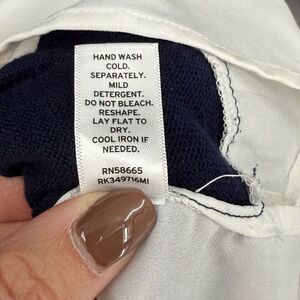 HAND WASH
COLD.
SEPARATELY.
MILD
DETERGENT.
DO NOT BLEACH.
RESHAPE.
LAY FLAT TO
DRY.
COOL IRON IF
NEEDED.
RN58665
RK349716MI